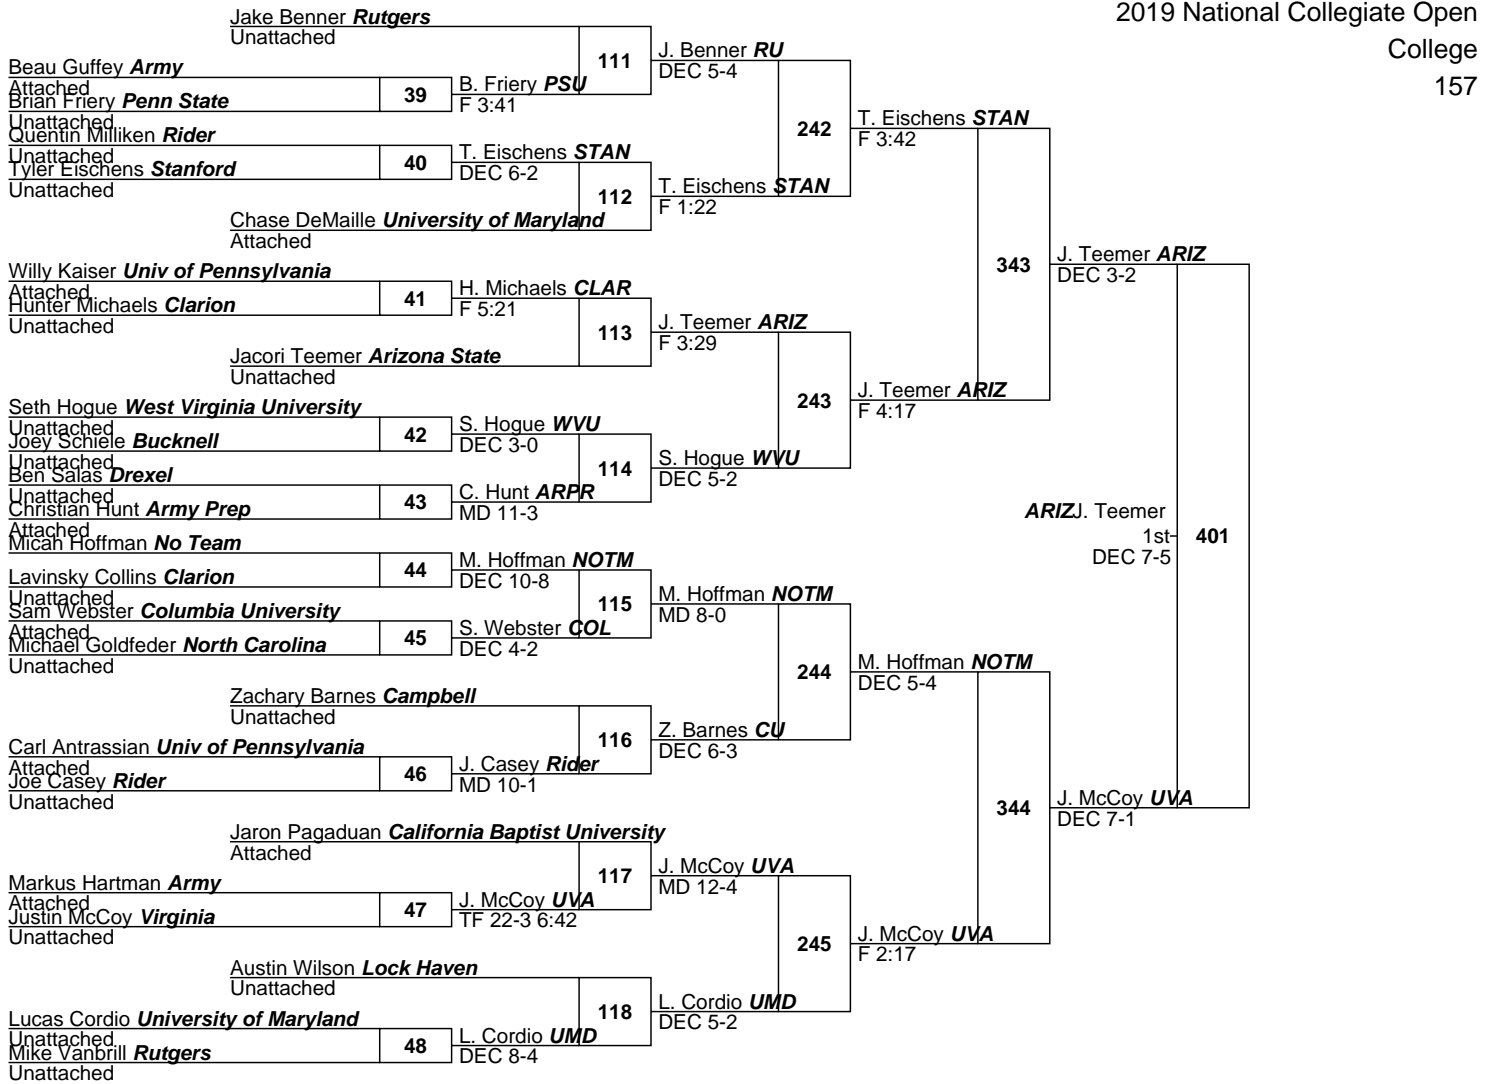 2019 National Collegiate Open
College
157
Jake Benner Rutgers
Unattached
111
J. Benner RU
DEC 5-4
Beau Guffey Army
Attached
Brian Friery Penn State
Unattached
39
B. Friery PSU
F 3:41
242
T. Eischens STAN
F 3:42
Quentin Milliken Rider
Unattached
Tyler Eischens Stanford
Unattached
40
T. Eischens STAN
DEC 6-2
112
T. Eischens STAN
F 1:22
Chase DeMaille University of Maryland
Attached
343
J. Teemer ARIZ
DEC 3-2
Willy Kaiser Univ of Pennsylvania
Attached
Hunter Michaels Clarion
Unattached
41
H. Michaels CLAR
F 5:21
113
J. Teemer ARIZ
F 3:29
Jacori Teemer Arizona State
Unattached
243
J. Teemer ARIZ
F 4:17
Seth Hogue West Virginia University
Unattached
Joey Schiele Bucknell
Unattached
42
S. Hogue WVU
DEC 3-0
114
S. Hogue WVU
DEC 5-2
Ben Salas Drexel
Unattached
Christian Hunt Army Prep
Attached
43
C. Hunt ARPR
MD 11-3
ARIZJ. Teemer
1st
DEC 7-5
401
Micah Hoffman No Team
Lavinsky Collins Clarion
Unattached
44
M. Hoffman NOTM
DEC 10-8
115
M. Hoffman NOTM
MD 8-0
Sam Webster Columbia University
Attached
Michael Goldfeder North Carolina
Unattached
45
S. Webster COL
DEC 4-2
244
M. Hoffman NOTM
DEC 5-4
Zachary Barnes Campbell
Unattached
116
Z. Barnes CU
DEC 6-3
Carl Antrassian Univ of Pennsylvania
Attached
Joe Casey Rider
Unattached
46
J. Casey Rider
MD 10-1
344
J. McCoy UVA
DEC 7-1
Jaron Pagaduan California Baptist University
Attached
117
J. McCoy UVA
MD 12-4
Markus Hartman Army
Attached
Justin McCoy Virginia
Unattached
47
J. McCoy UVA
TF 22-3 6:42
245
J. McCoy UVA
F 2:17
Austin Wilson Lock Haven
Unattached
118
L. Cordio UMD
DEC 5-2
Lucas Cordio University of Maryland
Unattached
Mike Vanbrill Rutgers
Unattached
48
L. Cordio UMD
DEC 8-4